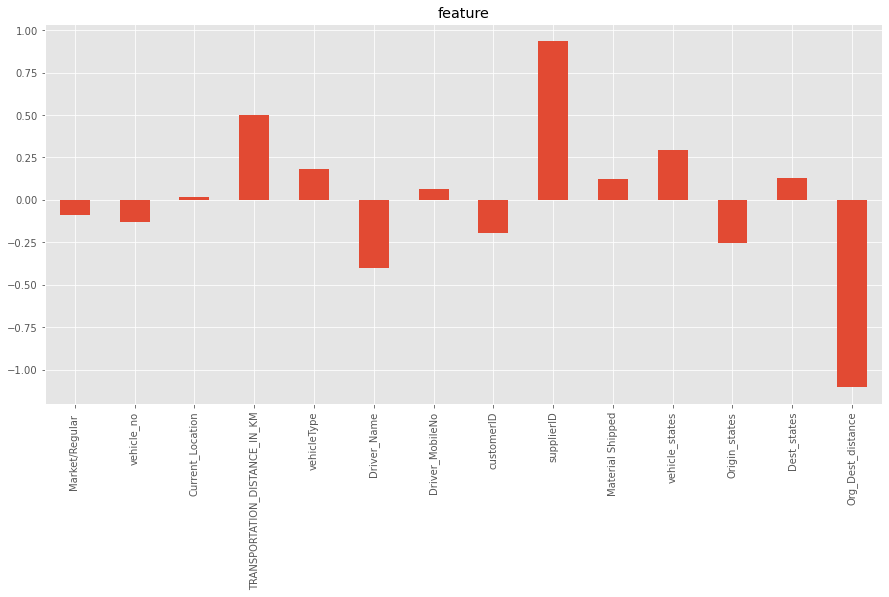 feature
1.00
0.75
0.50
0.25
0.00
−0.25
−0.50
−0.75
−1.00
Market/Regular
vehicle_no
Current_Location
TRANSPORTATION_DISTANCE_IN_KM
vehicleType
Driver_Name
Driver_MobileNo
customerID
supplierID
Material Shipped
vehicle_states
Origin_states
Dest_states
Org_Dest_distance